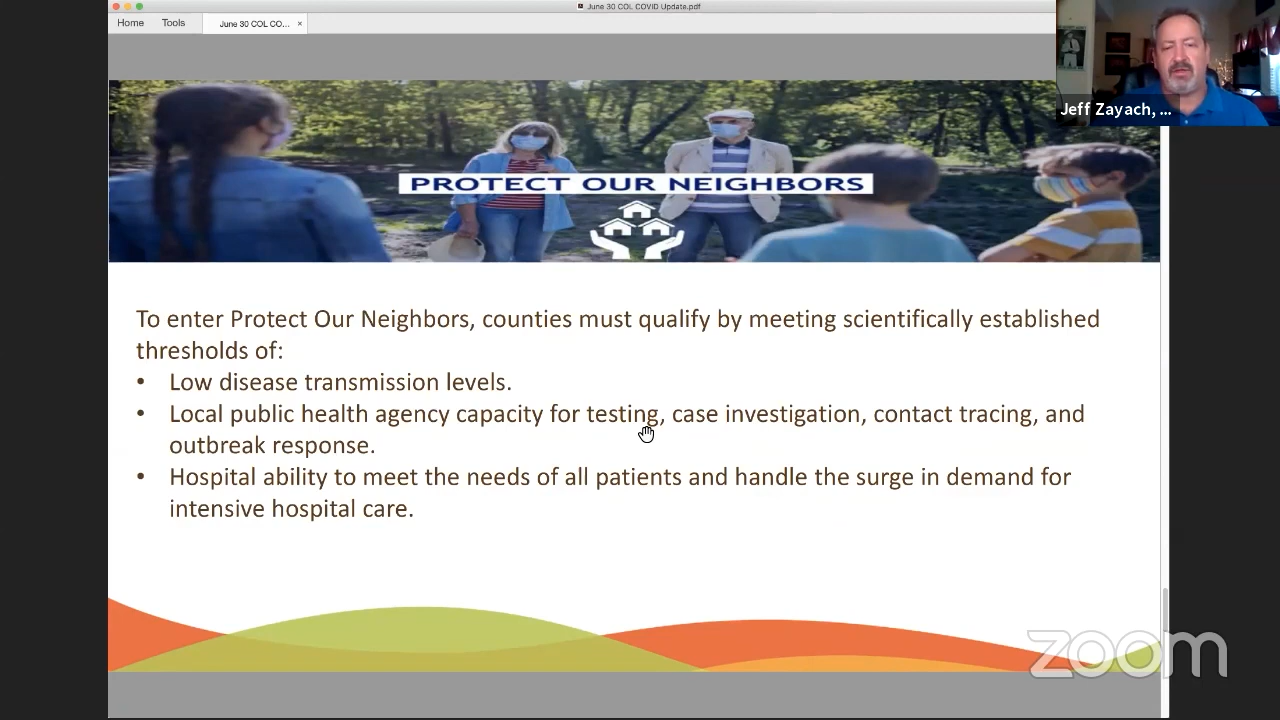 June 30 COL COVID Update.pdf
Home Tools June 30 COL CO... ×
Jeff Zayach, ...
PROTECT OUR NEIGHBORS
To enter Protect Our Neighbors, counties must qualify by meeting scientifically established
thresholds of:
• Low disease transmission levels.
• Local public health agency capacity for testing, case investigation, contact tracing, and
outbreak response.
• Hospital ability to meet the needs of all patients and handle the surge in demand for
intensive hospital care.
zoom